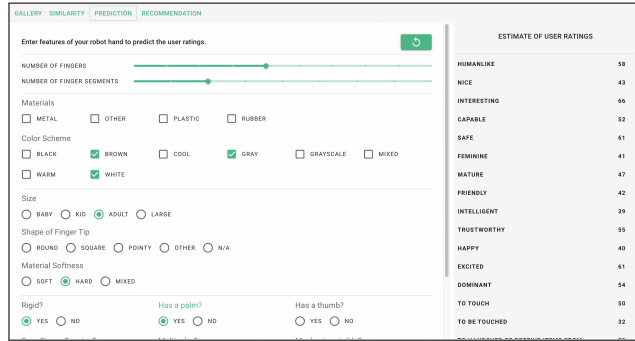 GALLERY SIMILARITY PREDICTION RECOMMENDATION
Enter features of your robot hand to predict the user ratings.
NUMBER OF FINGERS
NUMBER OF FINGER SEGMENTS
Materials
METAL OTHER PLASTIC RUBBER
Color Scheme
BLACK BROWN COOL GRAY GRAYSCALE MIXED
WARM WHITE
Size
BABY KID ADULT LARGE
Shape of Finger Tip
ROUND SQUARE POINTY OTHER N/A
Material Softness
SOFT HARD MIXED
Rigid? Has a palm? Has a thumb?
YES NO YES NO YES NO
ESTIMATE OF USER RATINGS
HUMANLIKE 58
NICE 43
INTERESTING 66
CAPABLE 52
SAFE 61
FEMININE 41
MATURE 47
FRIENDLY 42
INTELLIGENT 39
TRUSTWORTHY 55
HAPPY 40
EXCITED 61
DOMINANT 54
TO TOUCH 50
TO BE TOUCHED 32